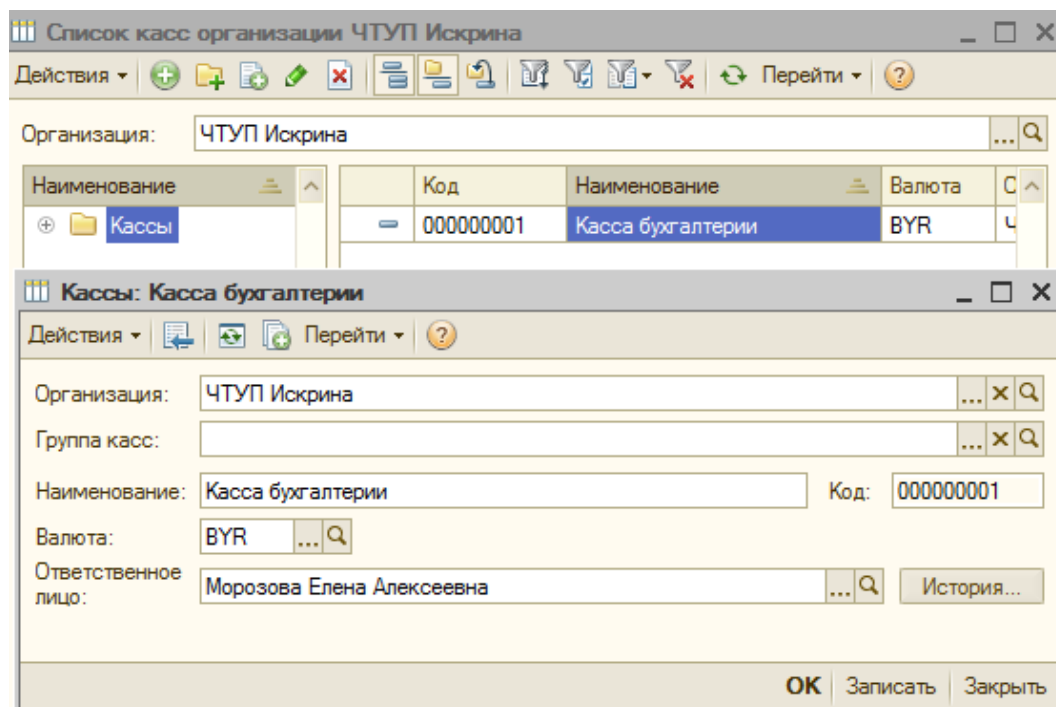 Список касс организации ЧТУП Искрина
Действия Перейти
Организация: ЧТУП Искрина ...
Наименование Код Наименование Валюта
Кассы 000000001 Касса бухгалтерии BYR
Кассы: Касса бухгалтерии
Действия Перейти
Организация: ЧТУП Искрина ...
Группа касс: ...
Наименование: Касса бухгалтерии Код: 000000001
Валюта: BYR ...
Ответственное
лицо: Морозова Елена Алексеевна ... История...
OK Записать Закрыть